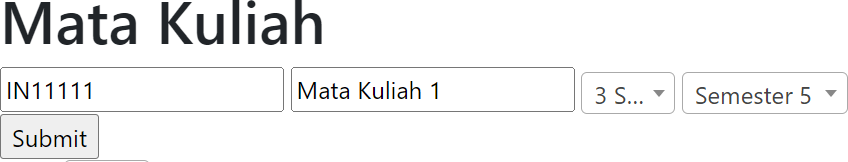 Mata Kuliah
IN11111 Mata Kuliah 1 3 S... Semester 5
Submit